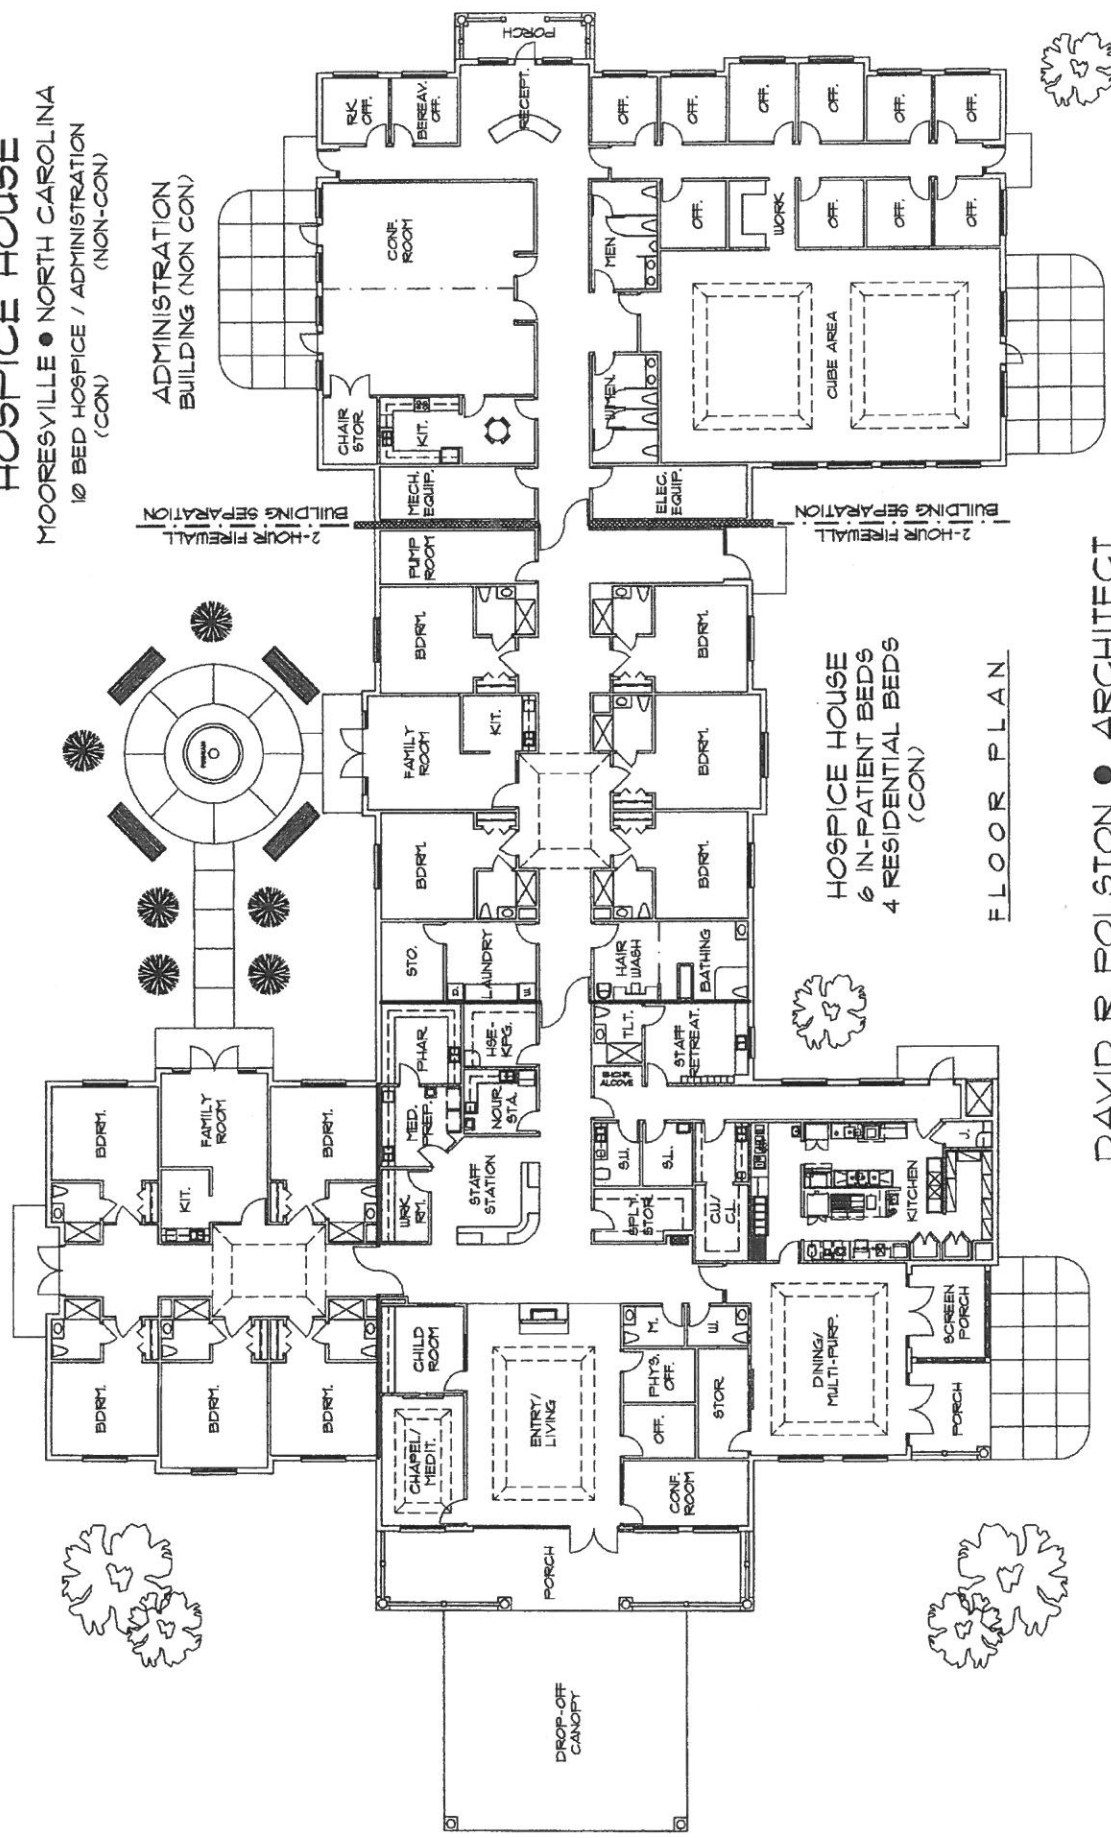 HOSPICE HOUSE
MOORESVILLE ● NORTH CAROLINA
10 BED HOSPICE / ADMINISTRATION
(CON) (NON-CON)
ADMINISTRATION
BUILDING (NON CON)
PORCH
RK.
OFF.
BEREAV.
OFF.
RECEPT.
OFF.
OFF.
OFF.
OFF.
OFF.
OFF.
CONF.
ROOM
MEN
OFF.
WORK
OFF.
OFF.
OFF.
CHAIR
STOR
KIT.
WOMEN.
CUBE AREA
MECH.
EQUIP.
ELEC.
EQUIP.
2-HOUR FIREWALL
BUILDING SEPARATION
2-HOUR FIREWALL
BUILDING SEPARATION
PUMP
ROOM
BDRM.
BDRM.
FAMILY
ROOM
KIT.
BDRM.
BDRM.
BDRM.
HOSPICE HOUSE
6 IN-PATIENT BEDS
4 RESIDENTIAL BEDS
(CON)
FLOOR PLAN
STO.
LAUNDRY
D.
W.
HAIR
WASH
BATHING
PHAR
HSE-
KPG.
TLT.
STAFF
RETREAT.
ALCOVE
MED.
PREP.
NOUR
STA.
BDRM.
FAMILY
ROOM
BDRM.
KIT.
WRK
RM.
STAFF
STATION
S.U.
S.L.
SPLY.
STOR
C.U./
C.L.
KITCHEN
J.
BDRM.
BDRM.
BDRM.
CHILD
ROOM
CHAPEL/
MEDIT.
ENTRY/
LIVING
M.
W.
PHYS.
OFF.
OFF.
STOR
CONF.
ROOM
DINING/
MULTI-PURP.
SCREEN
PORCH
PORCH
PORCH
DROP-OFF
CANOPY
DAVID R POLSTON ● ARCHITECT